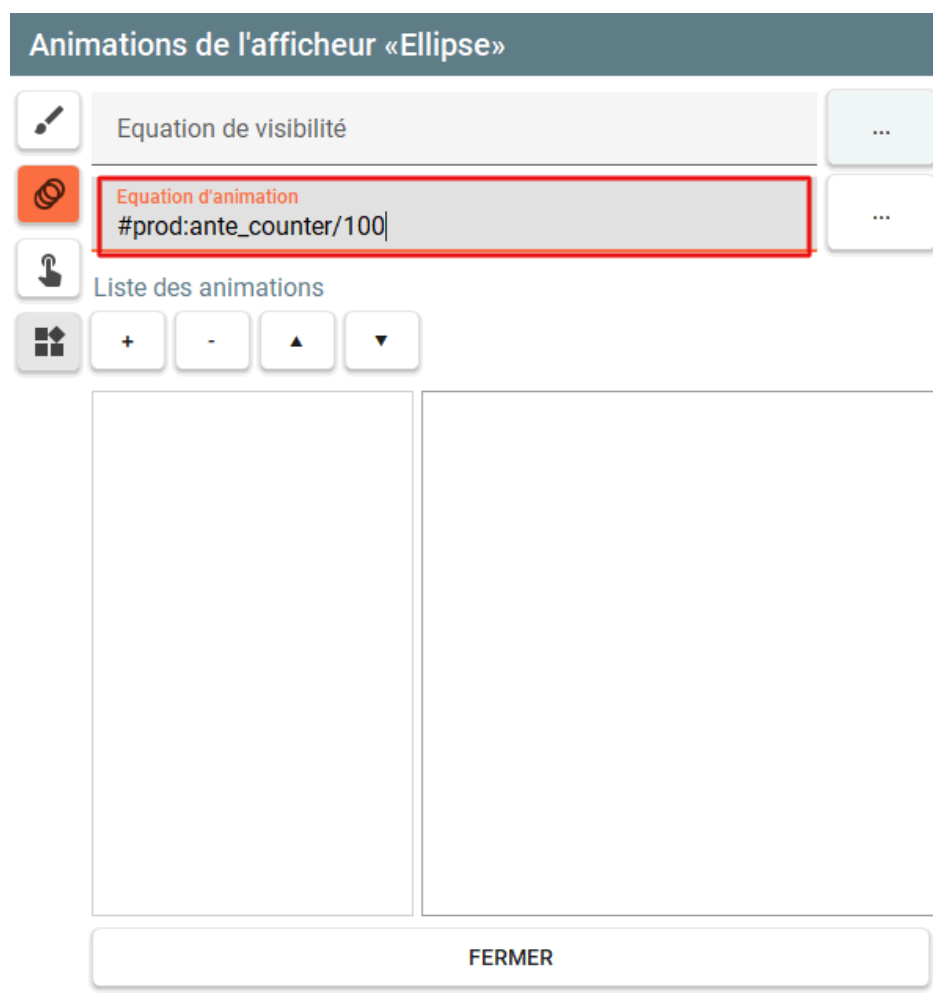 Animations de l'afficheur «Ellipse»
Equation de visibilité
...
Equation d'animation
#prod:ante_counter/100
...
Liste des animations
+ - ▲ ▼
FERMER